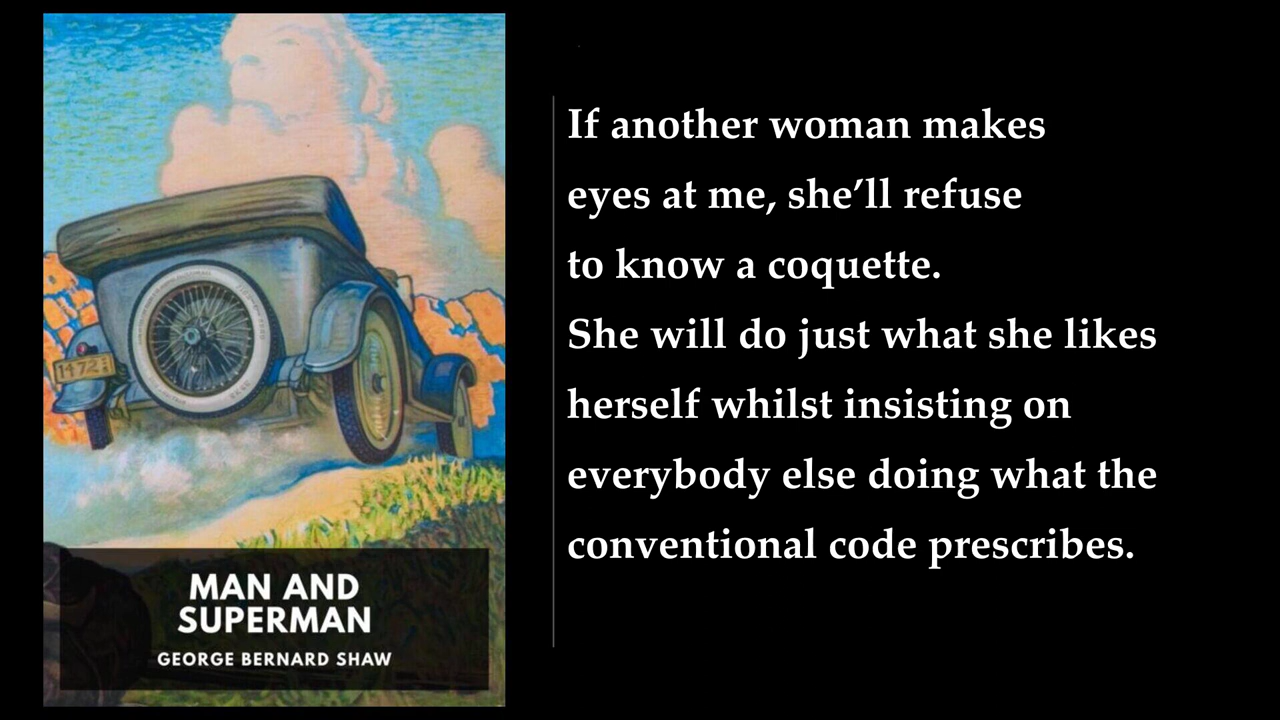 If another woman makes
eyes at me, she’ll refuse
to know a coquette.
She will do just what she likes
herself whilst insisting on
everybody else doing what the
conventional code prescribes.
1472
MAN AND
SUPERMAN
GEORGE BERNARD SHAW